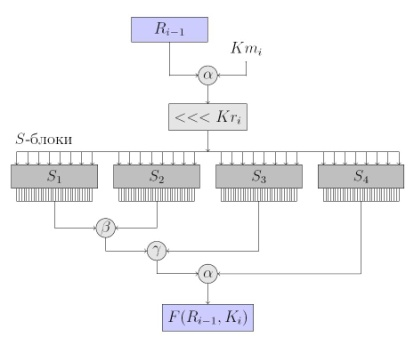 R_{i-1}
Km_i
α
<<< Kr_i
S-блоки
S_1 S_2 S_3 S_4
β
γ
α
F(R_{i-1}, K_i)